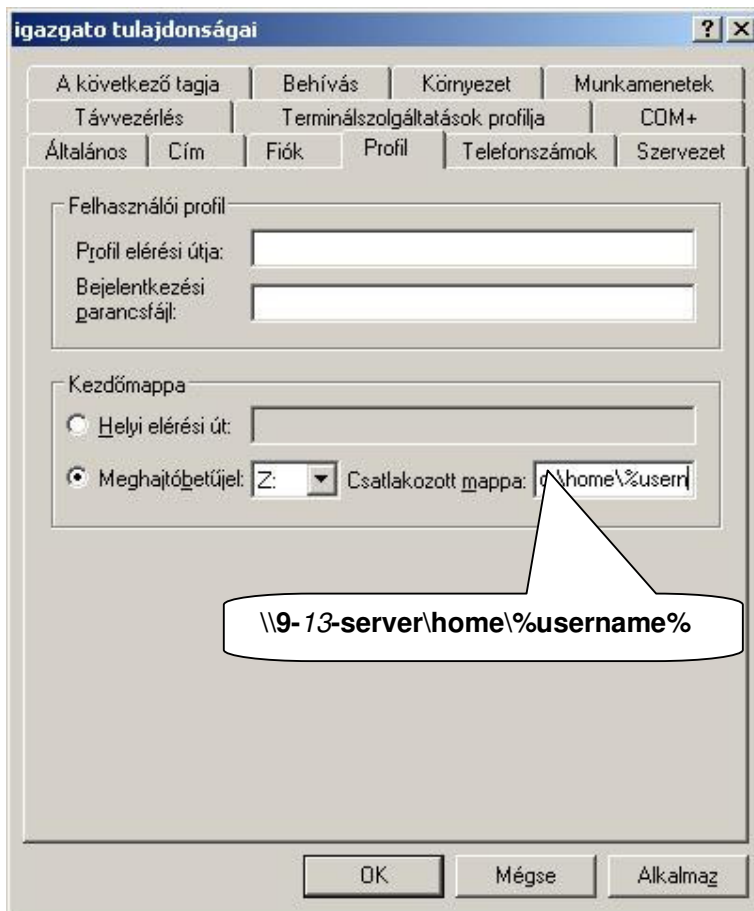 igazgato tulajdonságai
A következő tagja Behívás Környezet Munkamenetek
Távvezérlés Terminálszolgáltatások profilja COM+
Általános Cím Fiók Profil Telefonszámok Szervezet
Felhasználói profil
Profil elérési útja:
Bejelentkezési
parancsfájl:
Kezdőmappa
Helyi elérési út:
Meghajtóbetűjel: Z: Csatlakozott mappa: \home\%usern
\\9-13-server\home\%username%
OK Mégse Alkalmaz